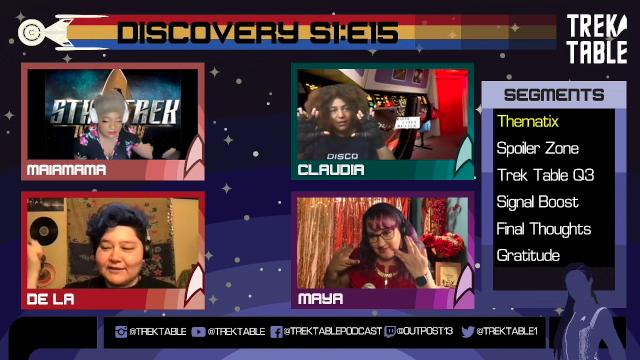 DISCOVERY S1:E15
TREK
TABLE
STAR TREK
MAIAMAMA
DISCO
CLAUDIA
DE LA
MAYA
SEGMENTS
Thematix
Spoiler Zone
Trek Table Q3
Signal Boost
Final Thoughts
Gratitude
@TREKTABLE @TREKTABLE @TREKTABLEPODCAST @OUTPOST13 @TREKTABLE1